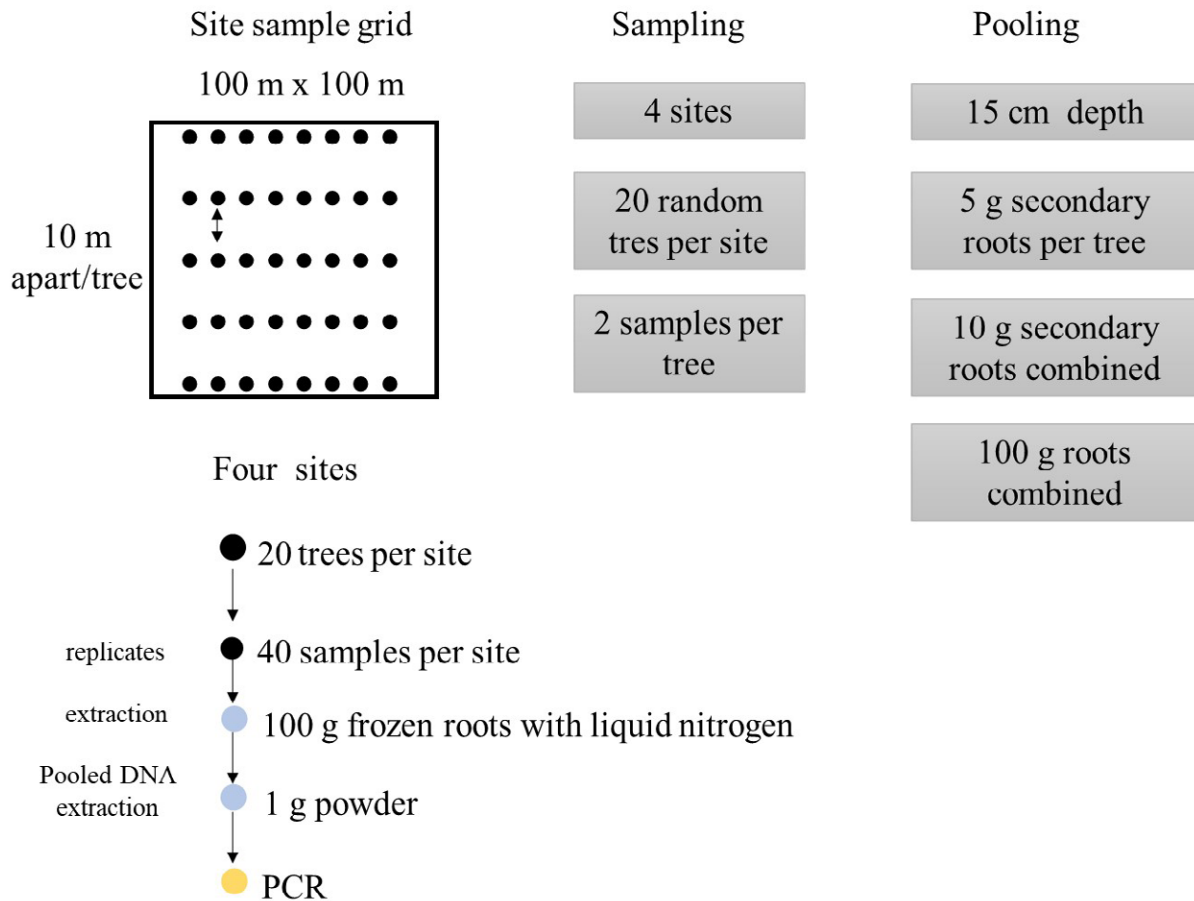 Site sample grid
100 m x 100 m
10 m
apart/tree
Sampling
4 sites
20 random
tres per site
2 samples per
tree
Pooling
15 cm depth
5 g secondary
roots per tree
10 g secondary
roots combined
100 g roots
combined
Four sites
20 trees per site
replicates
40 samples per site
extraction
100 g frozen roots with liquid nitrogen
Pooled DNA
extraction
1 g powder
PCR